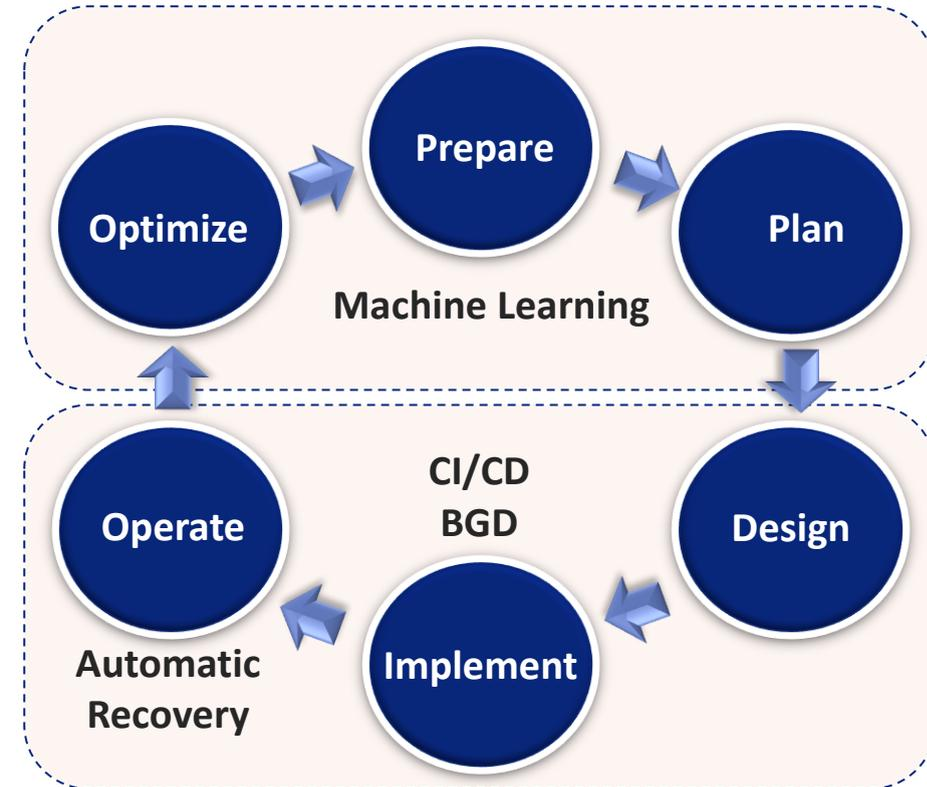 Prepare
Optimize
Plan
Machine Learning
CI/CD
BGD
Operate
Design
Implement
Automatic
Recovery